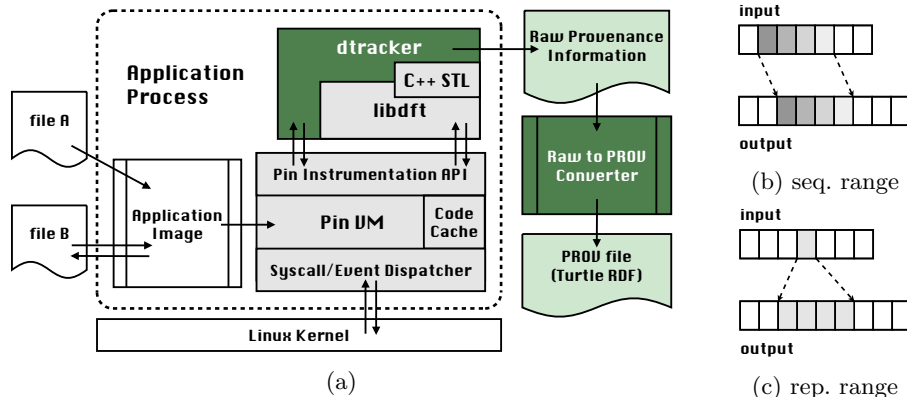 dtracker
C++ STL
libdft
Application
Process
Raw Provenance
Information
file A
file B
Application
Image
Pin Instrumentation API
Pin VM
Code
Cache
Syscall/Event Dispatcher
Linux Kernel
Raw to PROV
Converter
PROV file
(Turtle RDF)
(a)
input
output
(b) seq. range
input
output
(c) rep. range